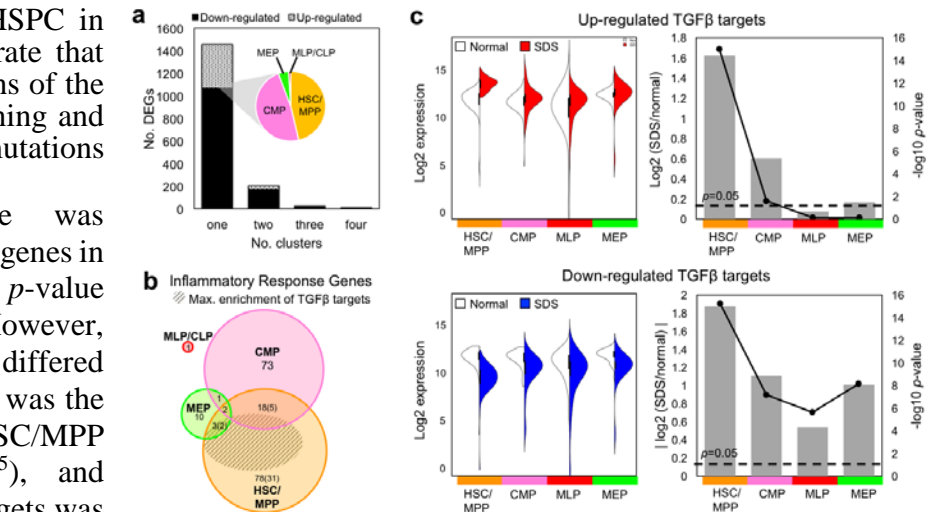 HSPC in
rate that
ns of the
ning and
nutations
e was
genes in
p-value
However,
differed
was the
SC/MPP
5), and
gets was
a
Down-regulated Up-regulated
1600
1400
1200
1000
800
600
400
200
0
No. DEGs
MEP MLP/CLP
CMP
HSC/
MPP
one two three four
No. clusters
b Inflammatory Response Genes
Max. enrichment of TGFβ targets
MLP/CLP
1
CMP
73
MEP
10
1
2
3(2)
18(5)
78(31)
HSC/
MPP
c
Up-regulated TGFβ targets
Normal SDS
15
10
5
0
Log2 expression
HSC/
MPP
CMP MLP MEP
1.8
1.6
1.4
1.2
1
0.8
0.6
0.4
0.2
0
Log2 (SDS/normal)
p=0.05
16
14
12
10
8
6
4
2
0
-log10 p-value
HSC/
MPP
CMP MLP MEP
Down-regulated TGFβ targets
Normal SDS
15
10
5
0
Log2 expression
HSC/
MPP
CMP MLP MEP
2
1.8
1.6
1.4
1.2
1
0.8
0.6
0.4
0.2
0
| log2 (SDS/normal) |
p=0.05
16
14
12
10
8
6
4
2
0
-log10 p-value
HSC/
MPP
CMP MLP MEP